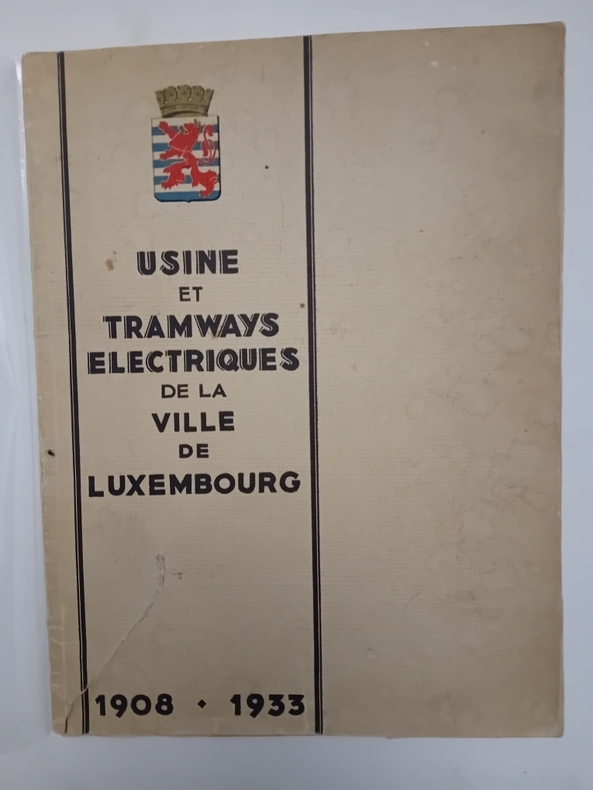 USINE
ET
TRAMWAYS
ELECTRIQUES
DE LA
VILLE
DE
LUXEMBOURG
1908 • 1933